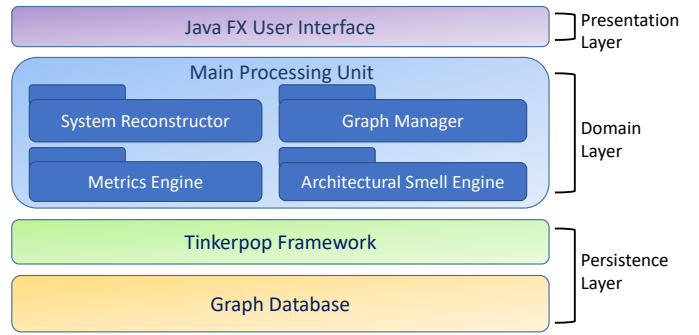 Java FX User Interface
Presentation
Layer
Main Processing Unit
System Reconstructor
Graph Manager
Metrics Engine
Architectural Smell Engine
Domain
Layer
Tinkerpop Framework
Graph Database
Persistence
Layer